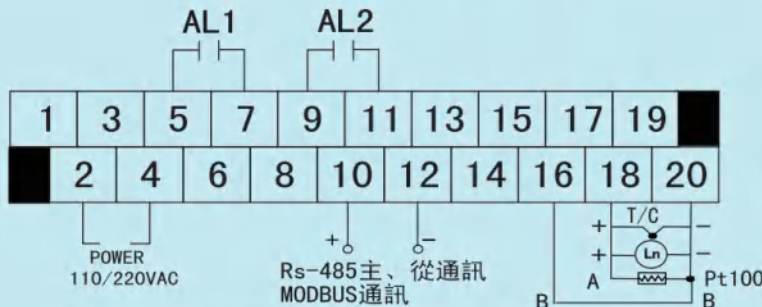 AL1 AL2
1 3 5 7 9 11 13 15 17 19
2 4 6 8 10 12 14 16 18 20
+ - + T/C -
POWER
110/220VAC
Rs-485主、從通訊
MODBUS通訊
+ Ln -
A Pt100
B B